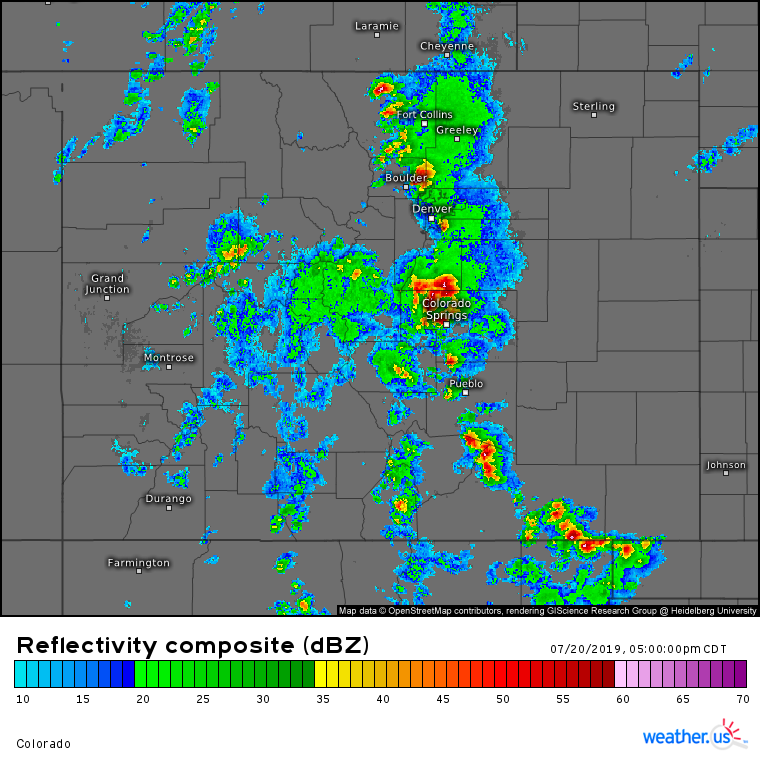 Laramie
Cheyenne
Sterling
Fort Collins
Greeley
Boulder
Denver
Grand
Junction
Colorado
Springs
Montrose
Pueblo
Johnson
Durango
Farmington
Map data © OpenStreetMap contributors, rendering GIScience Research Group @ Heidelberg University
Reflectivity composite (dBZ)
07/20/2019, 05:00:00pm CDT
10 15 20 25 30 35 40 45 50 55 60 65 70
Colorado
weather.us